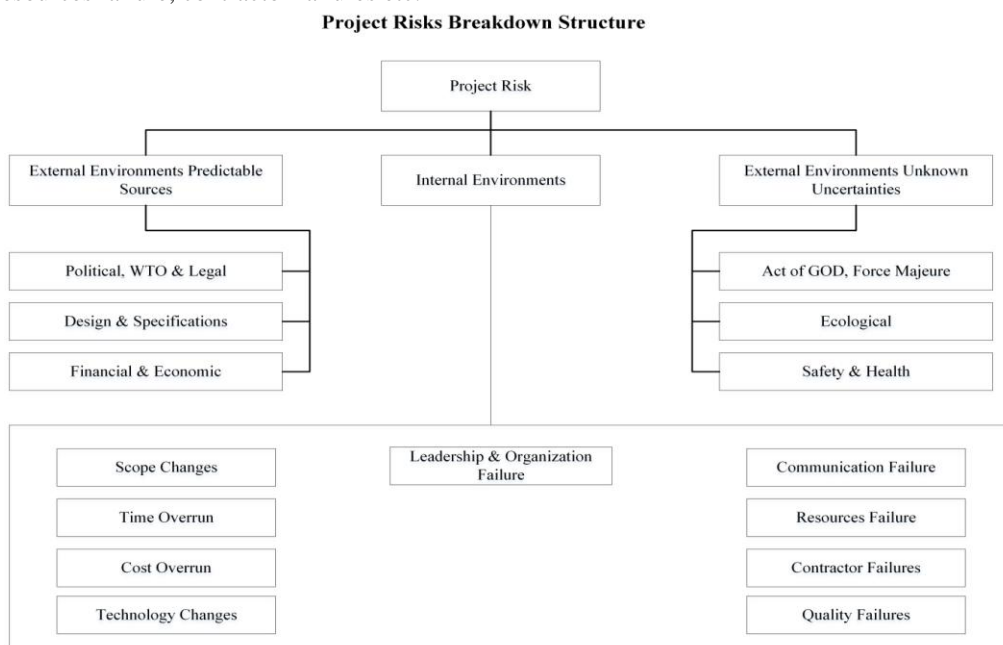 Project Risks Breakdown Structure
Project Risk
External Environments Predictable
Sources
Internal Environments
External Environments Unknown
Uncertainties
Political, WTO & Legal
Design & Specifications
Financial & Economic
Act of GOD, Force Majeure
Ecological
Safety & Health
Scope Changes
Time Overrun
Cost Overrun
Technology Changes
Leadership & Organization
Failure
Communication Failure
Resources Failure
Contractor Failures
Quality Failures